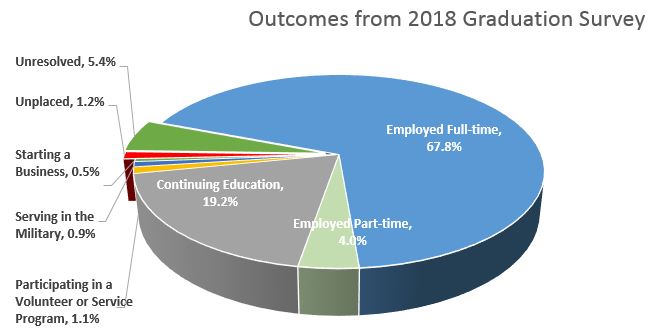 Outcomes from 2018 Graduation Survey
Unresolved, 5.4%
Unplaced, 1.2%
Starting a
Business, 0.5%
Serving in the
Military, 0.9%
Participating in a
Volunteer or Service
Program, 1.1%
Employed Full-time,
67.8%
Continuing Education,
19.2%
Employed Part-time,
4.0%